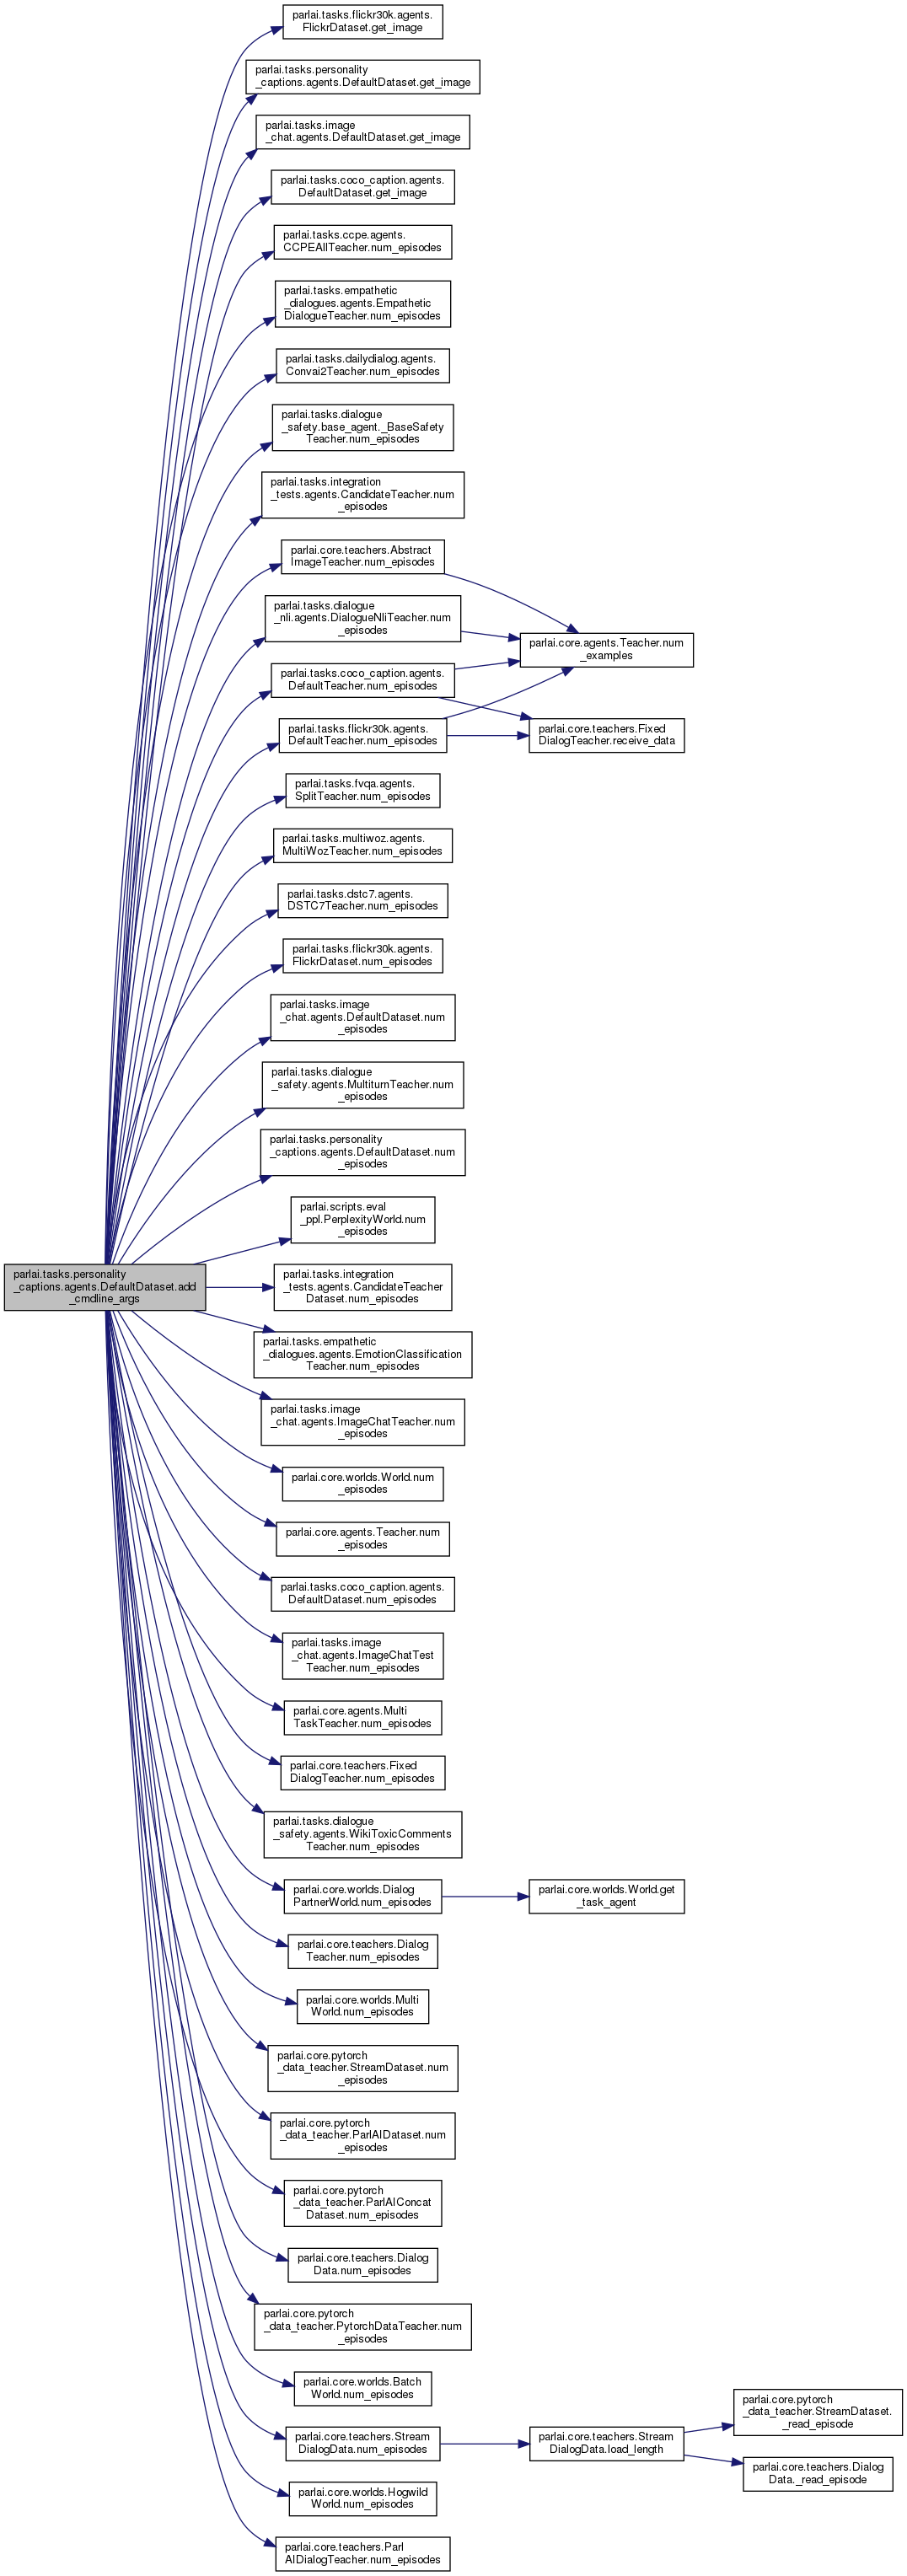 parlai.tasks.flickr30k.agents.
FlickrDataset.get_image
parlai.tasks.personality
_captions.agents.DefaultDataset.get_image
parlai.tasks.image
_chat.agents.DefaultDataset.get_image
parlai.tasks.coco_caption.agents.
DefaultDataset.get_image
parlai.tasks.ccpe.agents.
CCPEAllTeacher.num_episodes
parlai.tasks.empathetic
_dialogues.agents.Empathetic
DialogueTeacher.num_episodes
parlai.tasks.dailydialog.agents.
Convai2Teacher.num_episodes
parlai.tasks.dialogue
_safety.base_agent._BaseSafety
Teacher.num_episodes
parlai.tasks.integration
_tests.agents.CandidateTeacher.num
_episodes
parlai.core.teachers.Abstract
ImageTeacher.num_episodes
parlai.tasks.dialogue
_nli.agents.DialogueNliTeacher.num
_episodes
parlai.core.agents.Teacher.num
_examples
parlai.tasks.coco_caption.agents.
DefaultTeacher.num_episodes
parlai.tasks.flickr30k.agents.
DefaultTeacher.num_episodes
parlai.core.teachers.Fixed
DialogTeacher.receive_data
parlai.tasks.fvqa.agents.
SplitTeacher.num_episodes
parlai.tasks.multiwoz.agents.
MultiWozTeacher.num_episodes
parlai.tasks.dstc7.agents.
DSTC7Teacher.num_episodes
parlai.tasks.flickr30k.agents.
FlickrDataset.num_episodes
parlai.tasks.image
_chat.agents.DefaultDataset.num
_episodes
parlai.tasks.dialogue
_safety.agents.MultiturnTeacher.num
_episodes
parlai.tasks.personality
_captions.agents.DefaultDataset.num
_episodes
parlai.scripts.eval
_ppl.PerplexityWorld.num
_episodes
parlai.tasks.personality
_captions.agents.DefaultDataset.add
_cmdline_args
parlai.tasks.integration
_tests.agents.CandidateTeacher
Dataset.num_episodes
parlai.tasks.empathetic
_dialogues.agents.EmotionClassification
Teacher.num_episodes
parlai.tasks.image
_chat.agents.ImageChatTeacher.num
_episodes
parlai.core.worlds.World.num
_episodes
parlai.core.agents.Teacher.num
_episodes
parlai.tasks.coco_caption.agents.
DefaultDataset.num_episodes
parlai.tasks.image
_chat.agents.ImageChatTest
Teacher.num_episodes
parlai.core.agents.Multi
TaskTeacher.num_episodes
parlai.core.teachers.Fixed
DialogTeacher.num_episodes
parlai.tasks.dialogue
_safety.agents.WikiToxicComments
Teacher.num_episodes
parlai.core.worlds.Dialog
PartnerWorld.num_episodes
parlai.core.worlds.World.get
_task_agent
parlai.core.teachers.Dialog
Teacher.num_episodes
parlai.core.worlds.Multi
World.num_episodes
parlai.core.pytorch
_data_teacher.StreamDataset.num
_episodes
parlai.core.pytorch
_data_teacher.ParlAIDataset.num
_episodes
parlai.core.pytorch
_data_teacher.ParlAIConcat
Dataset.num_episodes
parlai.core.teachers.Dialog
Data.num_episodes
parlai.core.pytorch
_data_teacher.PytorchDataTeacher.num
_episodes
parlai.core.worlds.Batch
World.num_episodes
parlai.core.teachers.Stream
DialogData.num_episodes
parlai.core.teachers.Stream
DialogData.load_length
parlai.core.pytorch
_data_teacher.StreamDataset.
_read_episode
parlai.core.teachers.Dialog
Data._read_episode
parlai.core.worlds.Hogwild
World.num_episodes
parlai.core.teachers.Parl
AIDialogTeacher.num_episodes